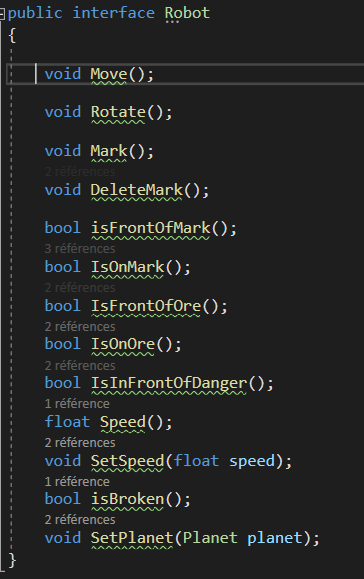 public interface Robot
{
void Move();
void Rotate();
void Mark();
2 références
void DeleteMark();
bool isFrontOfMark();
3 références
bool IsOnMark();
2 références
bool IsFrontOfOre();
2 références
bool IsOnOre();
2 références
bool IsInFrontOfDanger();
1 référence
float Speed();
2 références
void SetSpeed(float speed);
1 référence
bool isBroken();
2 références
void SetPlanet(Planet planet);
}